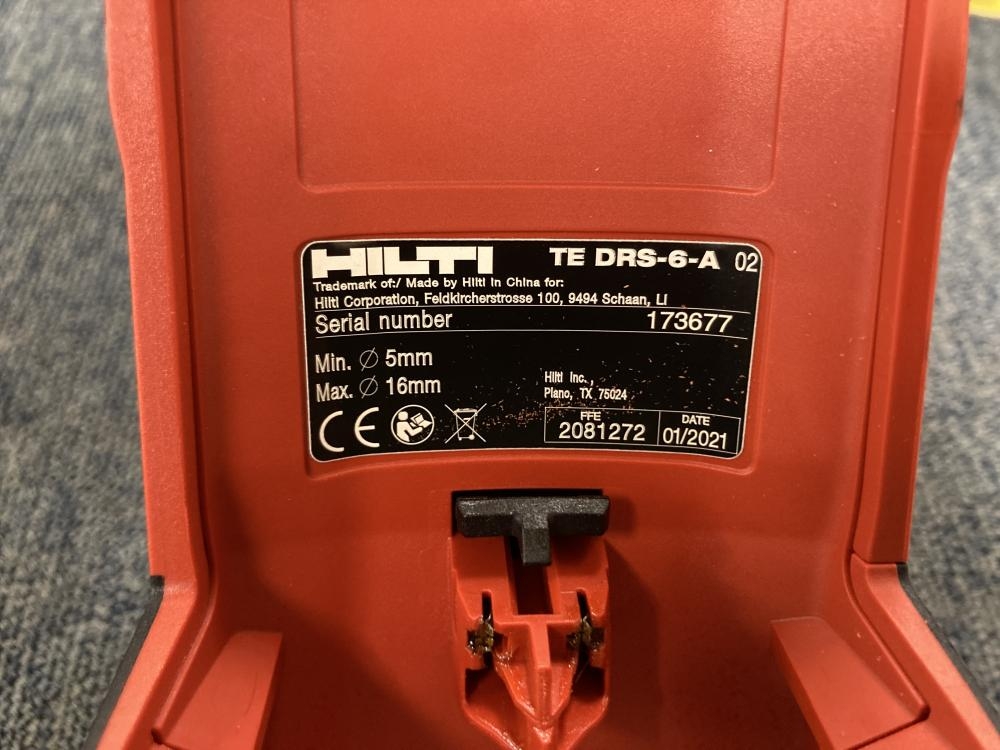 HILTI TE DRS-6-A 02
Trademark of:/ Made by Hilti in China for:
Hilti Corporation, Feldkircherstrosse 100, 9494 Schaan, LI
Serial number 173677
Min. ∅ 5mm
Max. ∅ 16mm
Hilti Inc.,
Plano, TX 75024
CE
FFE
2081272
DATE
01/2021